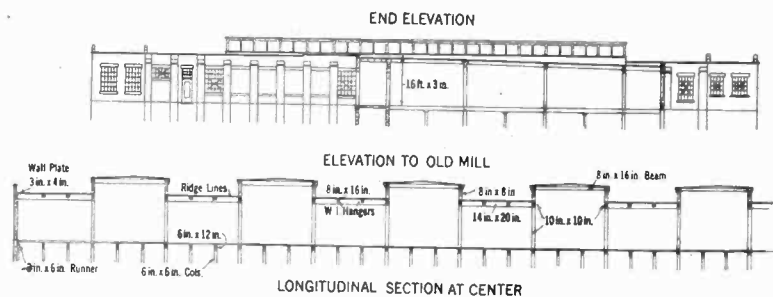 END ELEVATION
16 ft. x 3 in.
ELEVATION TO OLD MILL
Wall Plate
3 in. x 4 in.
Ridge Lines
8 in. x 16 in.
W I Hangers
8 in x 8 in
14 in. x 20 in.
8 in x 16 in. Beam
10 in. x 10 in.
6 in. x 12 in.
in. x 6 in. Runner
6 in. x 6 in. Cols.
LONGITUDINAL SECTION AT CENTER